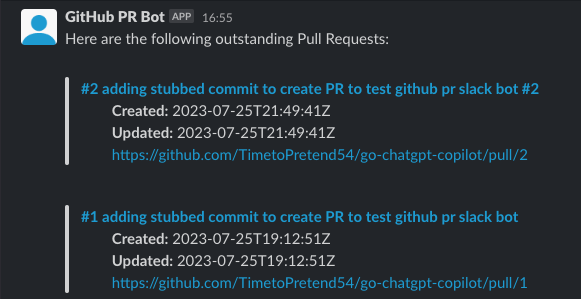 GitHub PR Bot APP 16:55
Here are the following outstanding Pull Requests:
#2 adding stubbed commit to create PR to test github pr slack bot #2
Created: 2023-07-25T21:49:41Z
Updated: 2023-07-25T21:49:41Z
https://github.com/TimetoPretend54/go-chatgpt-copilot/pull/2
#1 adding stubbed commit to create PR to test github pr slack bot
Created: 2023-07-25T19:12:51Z
Updated: 2023-07-25T19:12:51Z
https://github.com/TimetoPretend54/go-chatgpt-copilot/pull/1